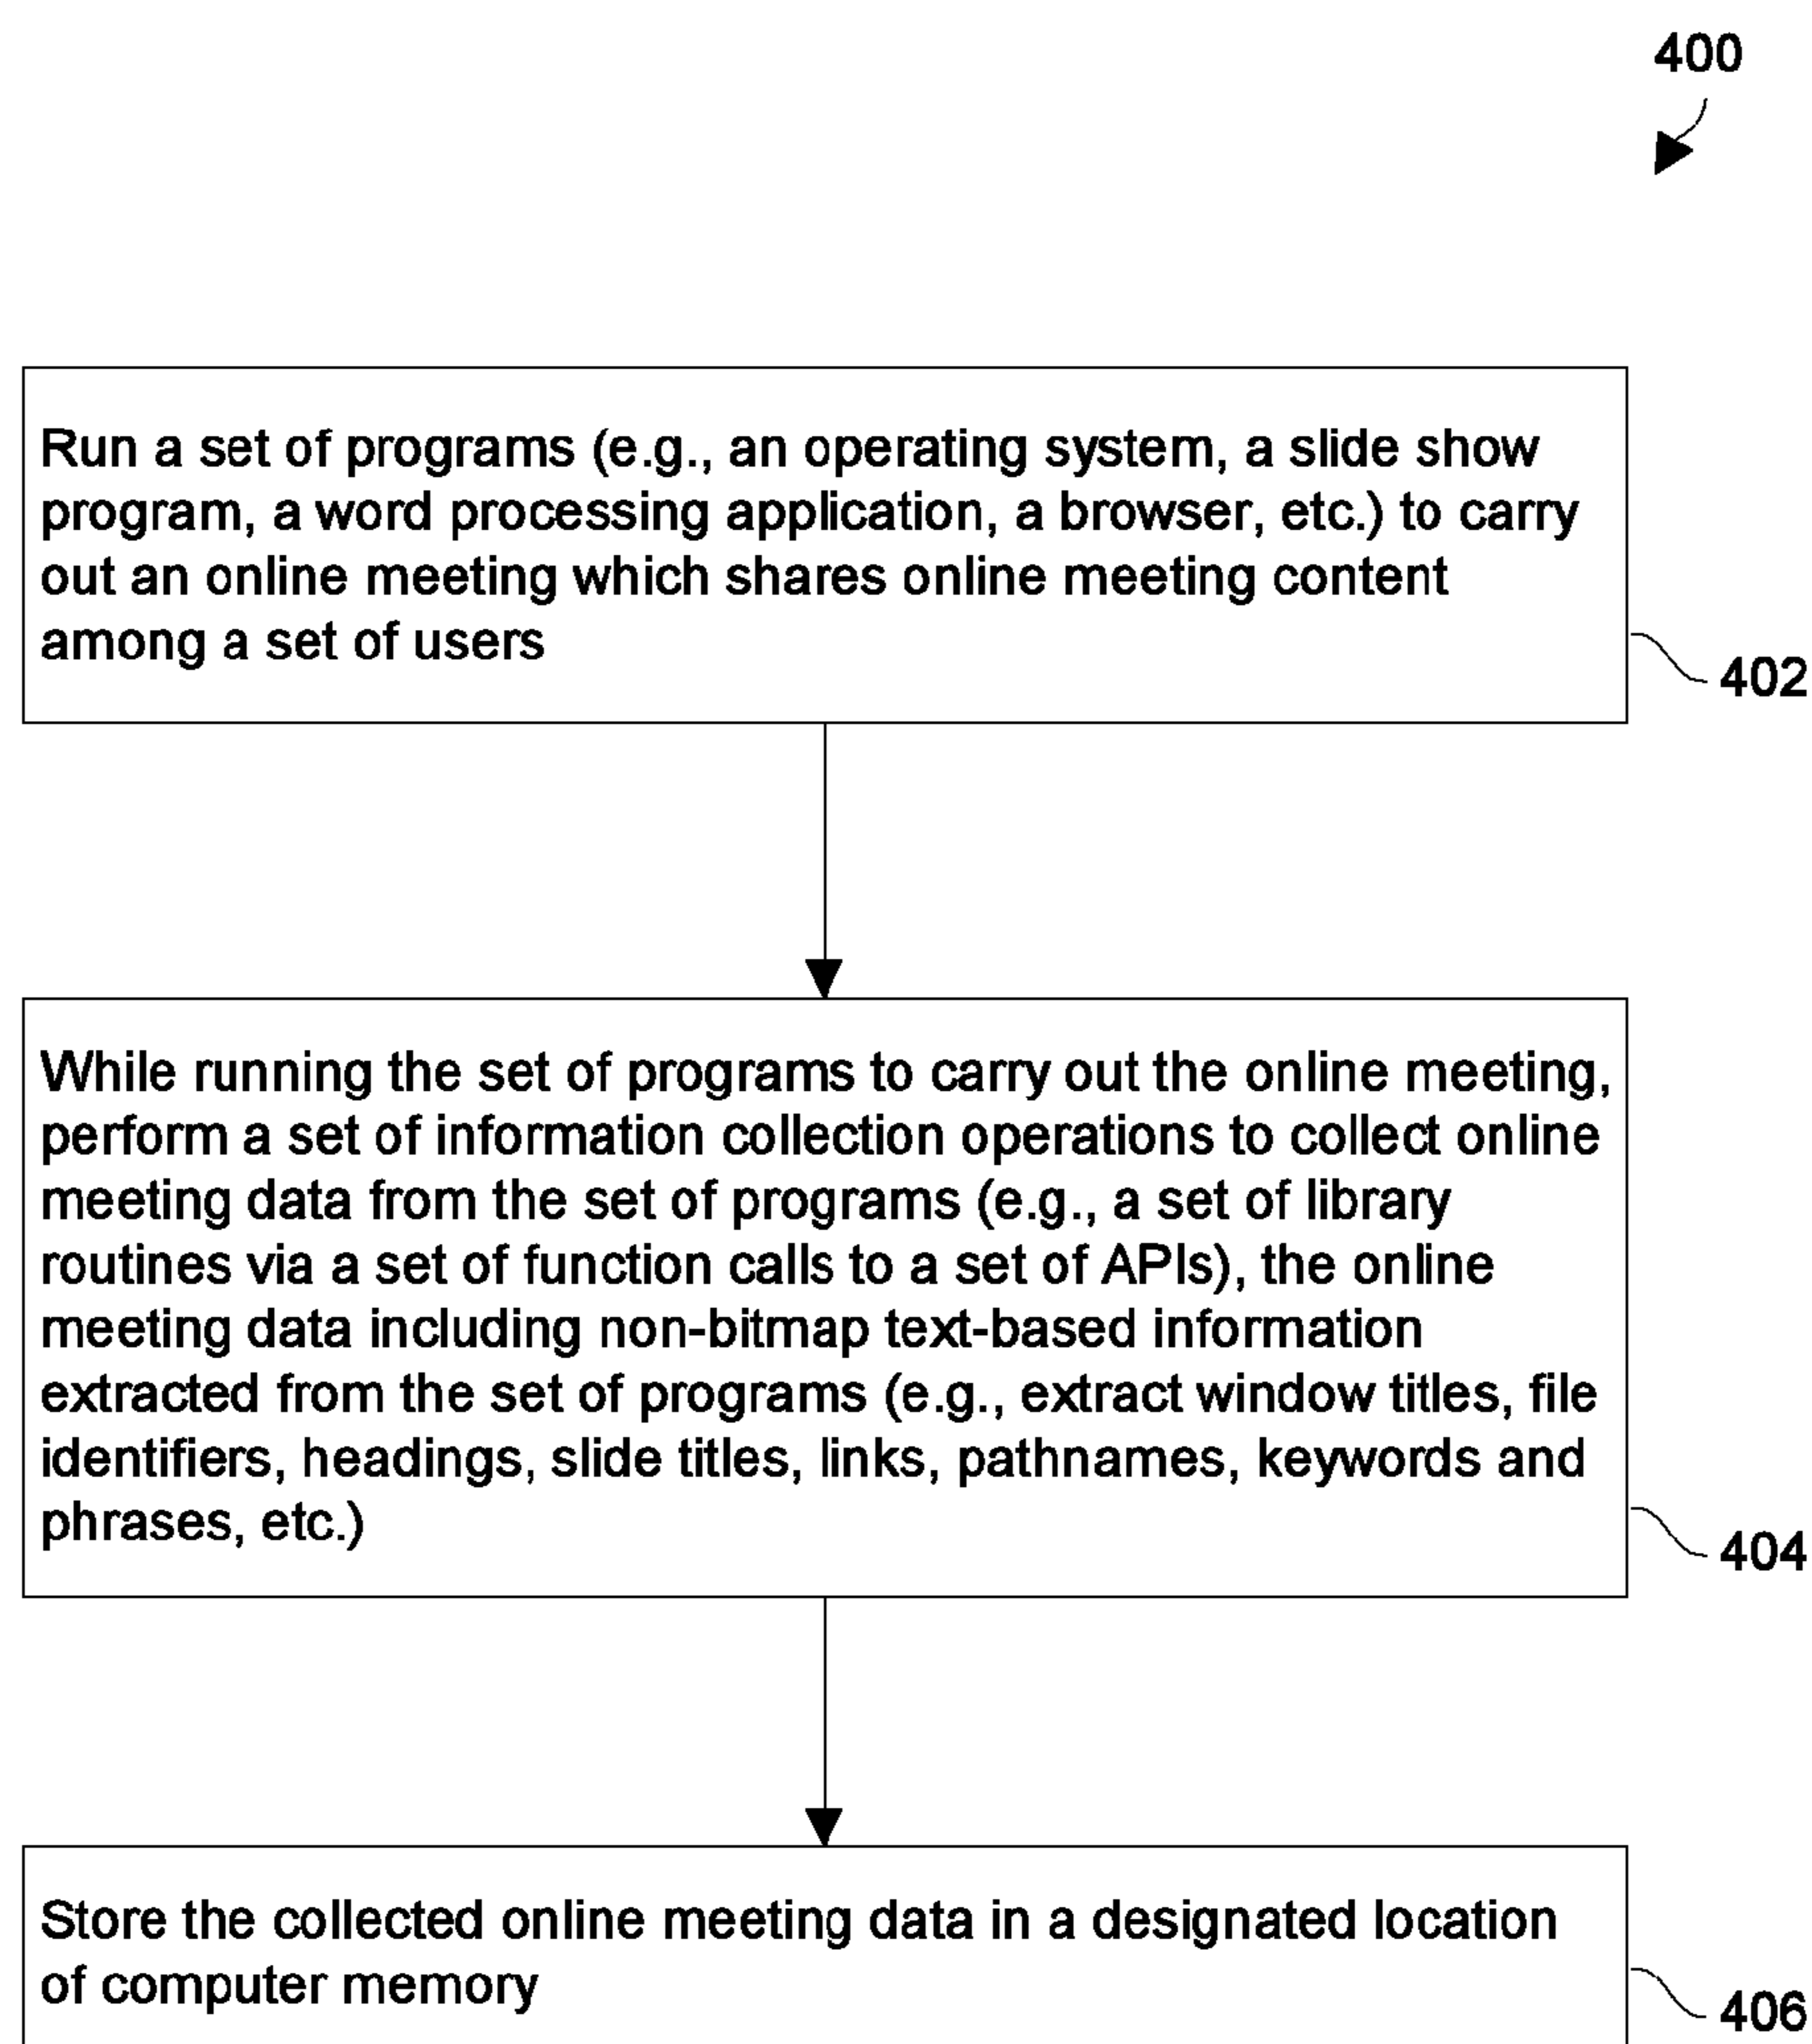 400
Run a set of programs (e.g., an operating system, a slide show
program, a word processing application, a browser, etc.) to carry
out an online meeting which shares online meeting content
among a set of users
402
While running the set of programs to carry out the online meeting,
perform a set of information collection operations to collect online
meeting data from the set of programs (e.g., a set of library
routines via a set of function calls to a set of APIs), the online
meeting data including non-bitmap text-based information
extracted from the set of programs (e.g., extract window titles, file
identifiers, headings, slide titles, links, pathnames, keywords and
phrases, etc.)
404
Store the collected online meeting data in a designated location
of computer memory
406